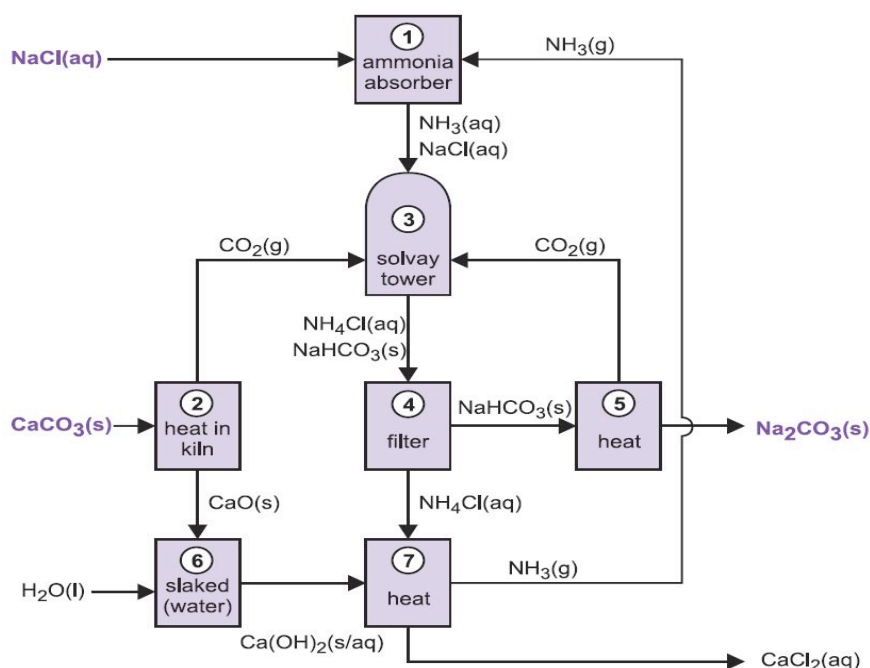 NaCl(aq)
1
ammonia
absorber
NH₃(g)
NH₃(aq)
NaCl(aq)
3
solvay
tower
CO₂(g)
CO₂(g)
NH₄Cl(aq)
NaHCO₃(s)
CaCO₃(s)
2
heat in
kiln
4
filter
NaHCO₃(s)
5
heat
Na₂CO₃(s)
CaO(s)
NH₄Cl(aq)
H₂O(l)
6
slaked
(water)
7
heat
NH₃(g)
Ca(OH)₂(s/aq)
CaCl₂(aq)